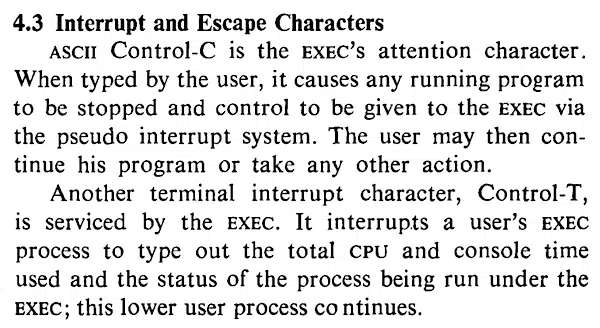 4.3 Interrupt and Escape Characters
ASCII Control-C is the EXEC's attention character.
When typed by the user, it causes any running program
to be stopped and control to be given to the EXEC via
the pseudo interrupt system. The user may then con-
tinue his program or take any other action.
Another terminal interrupt character, Control-T,
is serviced by the EXEC. It interrupts a user's EXEC
process to type out the total CPU and console time
used and the status of the process being run under the
EXEC; this lower user process continues.